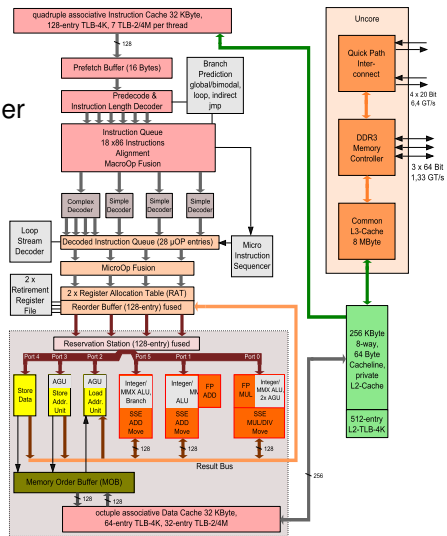 quadruple associative Instruction Cache 32 KByte,
128-entry TLB-4K, 7 TLB-2/4M per thread
128
Prefetch Buffer (16 Bytes)
Predecode &
Instruction Length Decoder
Branch
Prediction
global/bimodal,
loop, indirect
jmp
er
Instruction Queue
18 x86 Instructions
Alignment
MacroOp Fusion
Complex
Decoder
Simple
Decoder
Simple
Decoder
Simple
Decoder
Loop
Stream
Decoder
Decoded Instruction Queue (28 µOP entries)
Micro
Instruction
Sequencer
MicroOp Fusion
2 x
Retirement
Register
File
2 x Register Allocation Table (RAT)
Reorder Buffer (128-entry) fused
Reservation Station (128-entry) fused
Port 4
Port 3
Port 2
Port 5
Port 1
Port 0
Store
Data
AGU
Store
Addr.
Unit
AGU
Load
Addr.
Unit
Integer/
MMX ALU,
Branch
SSE
ADD
Move
Integer/
ALU
FP
ADD
SSE
ADD
Move
FP
MUL
Integer/
MMX ALU,
2x AGU
SSE
MUL/DIV
Move
128
128
128
Result Bus
Memory Order Buffer (MOB)
128
128
256
octuple associative Data Cache 32 KByte,
64-entry TLB-4K, 32-entry TLB-2/4M
Uncore
Quick Path
Inter-
connect
4 x 20 Bit
6,4 GT/s
DDR3
Memory
Controller
3 x 64 Bit
1,33 GT/s
Common
L3-Cache
8 MByte
256 KByte
8-way,
64 Byte
Cacheline,
private
L2-Cache
512-entry
L2-TLB-4K